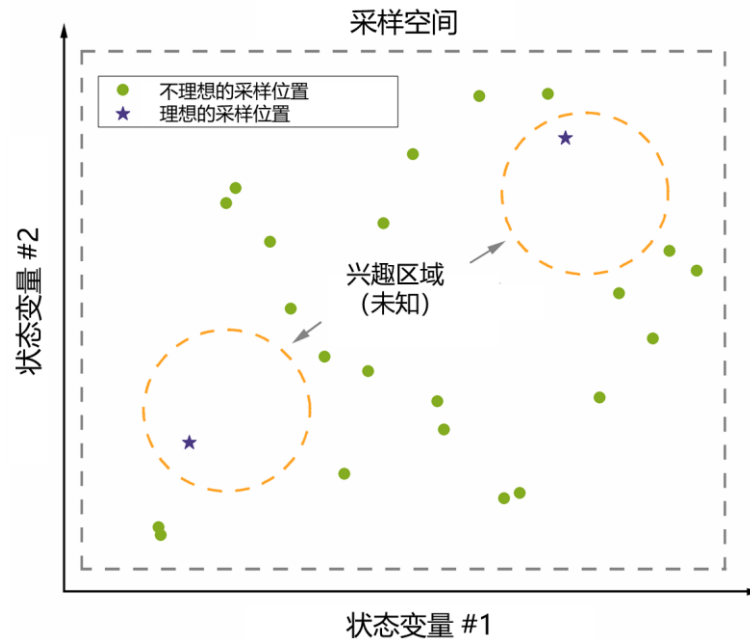 采样空间
不理想的采样位置
理想的采样位置
状态变量 #2
兴趣区域
（未知）
状态变量 #1